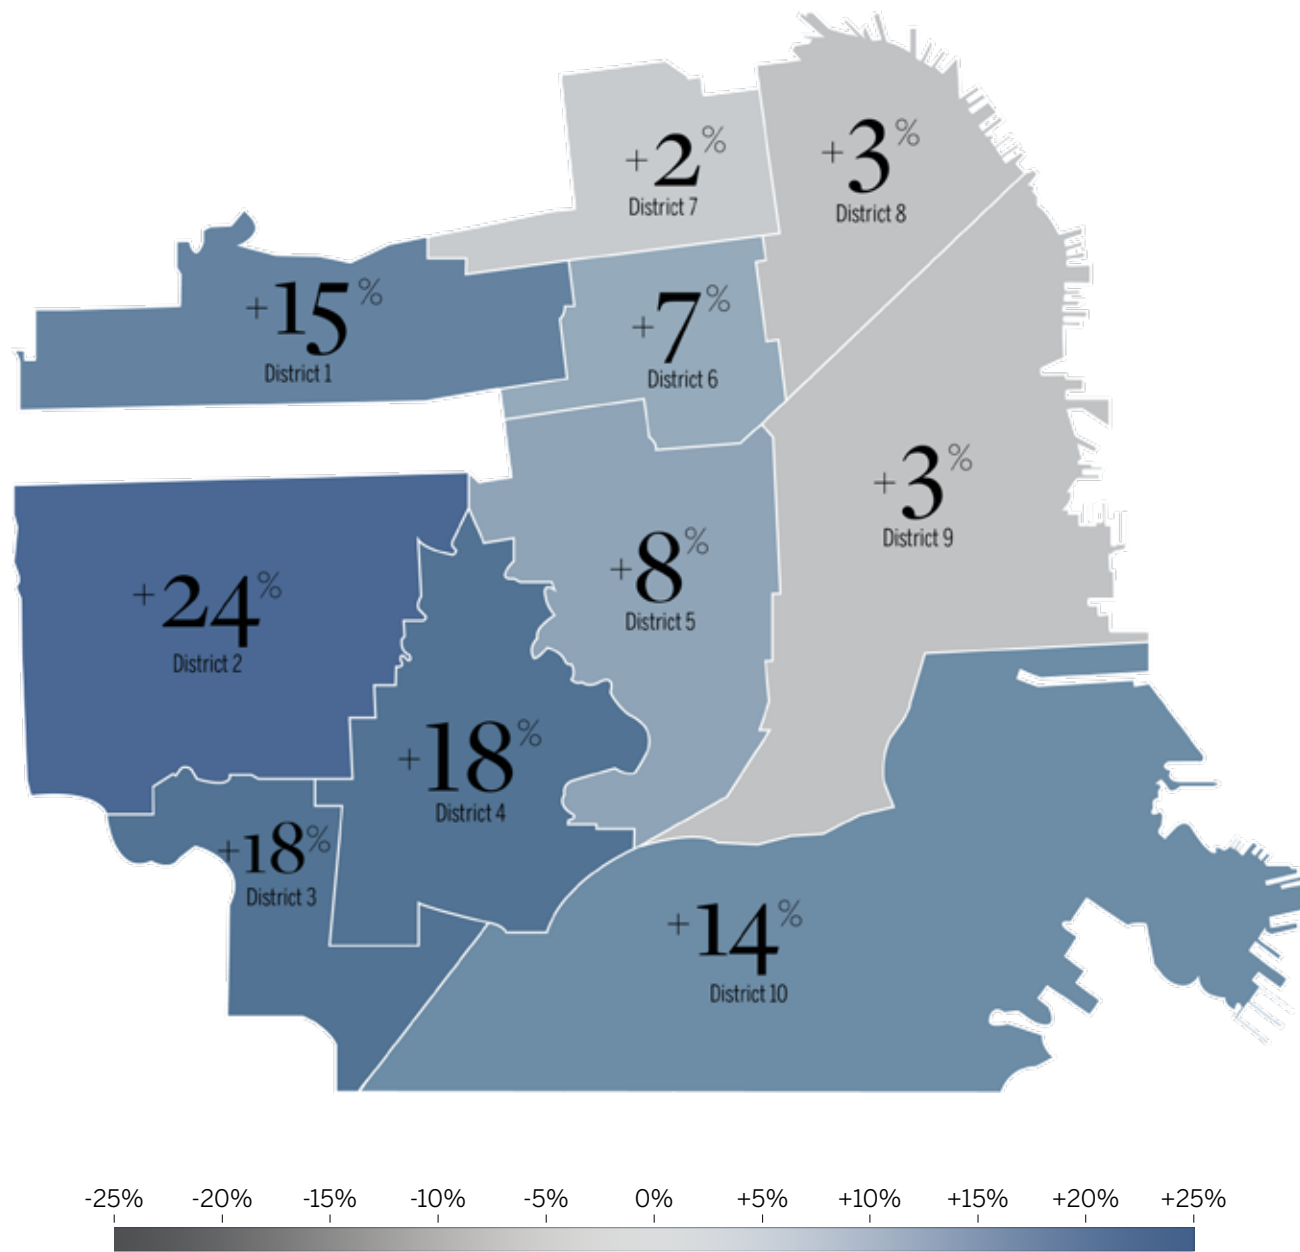 +2%
District 7
+3%
District 8
+15%
District 1
+7%
District 6
+3%
District 9
+8%
District 5
+24%
District 2
+18%
District 4
+18%
District 3
+14%
District 10
-25% -20% -15% -10% -5% 0% +5% +10% +15% +20% +25%